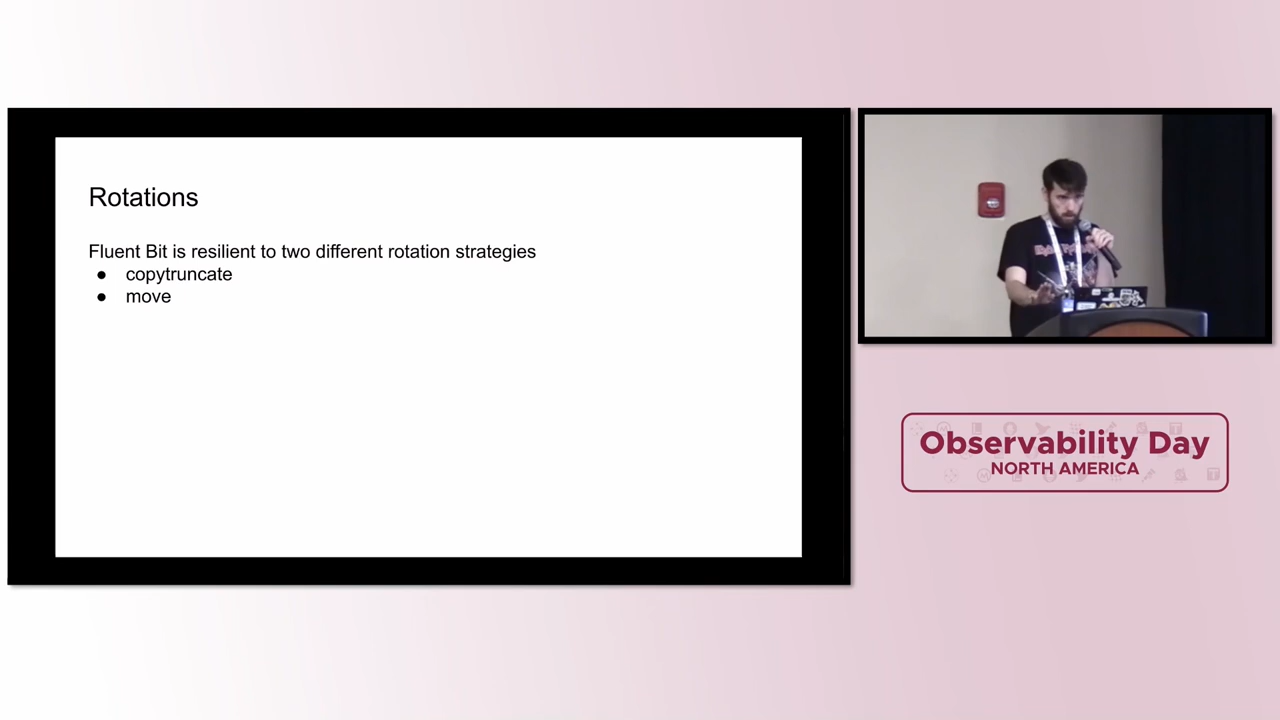 Rotations
Fluent Bit is resilient to two different rotation strategies
● copytruncate
● move
Observability Day
NORTH AMERICA